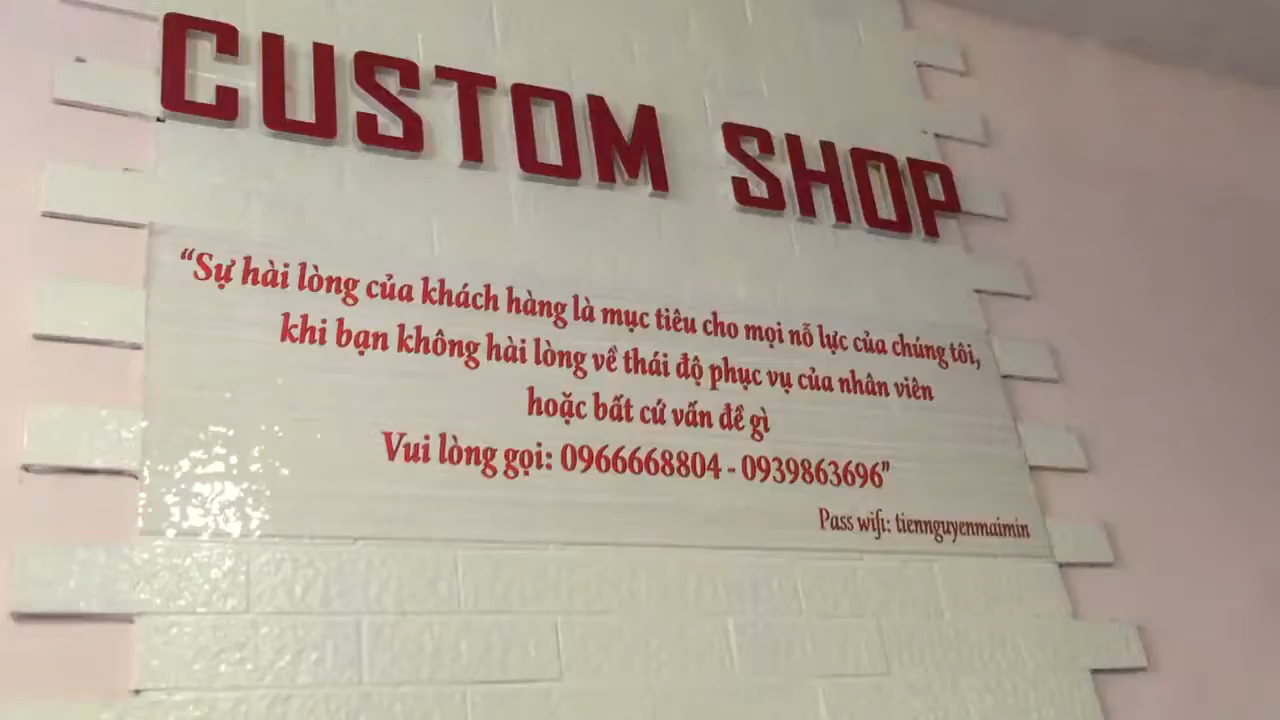 CUSTOM SHOP
“Sự hài lòng của khách hàng là mục tiêu cho mọi nỗ lực của chúng tôi,
khi bạn không hài lòng về thái độ phục vụ của nhân viên
hoặc bất cứ vấn đề gì
Vui lòng gọi: 0966668804 - 0939863696”
Pass wifi: tiennguyenmaimin